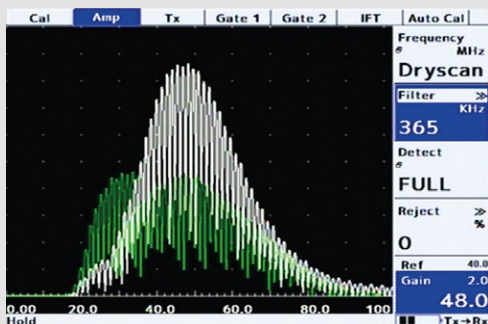 Cal Amp Tx Gate 1 Gate 2 IFT Auto Cal
Frequency
MHz
Dryscan
Filter »
KHz
365
Detect
FULL
Reject »
%
0
Ref 40.0
Gain 2.0
48.0
0.00 20.0 40.0 60.0 80.0 100
Hold Tx→Rx